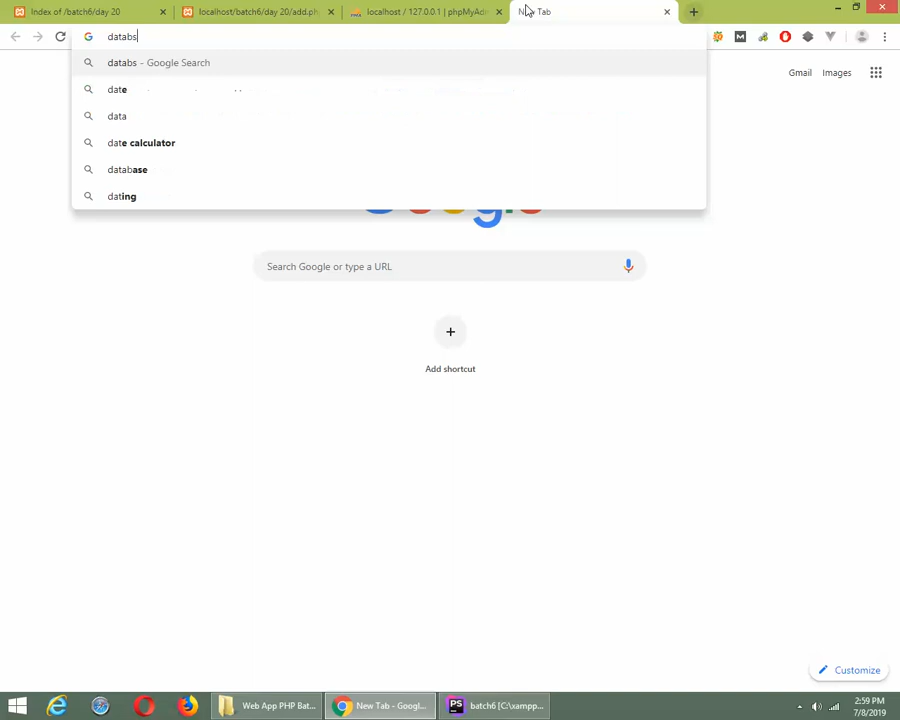 Index of /batch6/day 20
localhost/batch6/day 20/add.ph
localhost / 127.0.0.1 | phpMyAdm
New Tab
databs
databs - Google Search
date
data
date calculator
database
dating
Gmail
Images
Search Google or type a URL
Add shortcut
Customize
Web App PHP Bat...
New Tab - Googl...
PS
batch6 [C:\xampp...
2:59 PM
7/8/2019